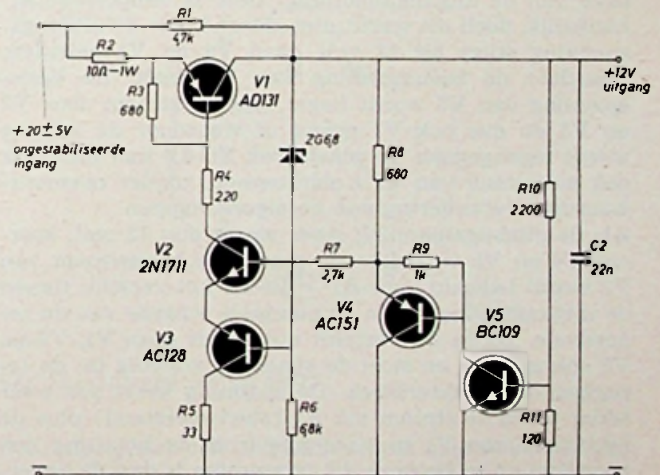 R1
4,7k
R2
10Ω-1W
R3
680
V1
AD131
+12V
uitgang
+20±5V
ongestabiliseerde
ingang
ZG6,8
R8
680
R4
220
R10
2200
V2
2N1711
R7
2,7k
R9
1k
C2
22n
V4
AC151
V5
BC109
V3
AC128
R5
33
R6
6,8k
R11
120